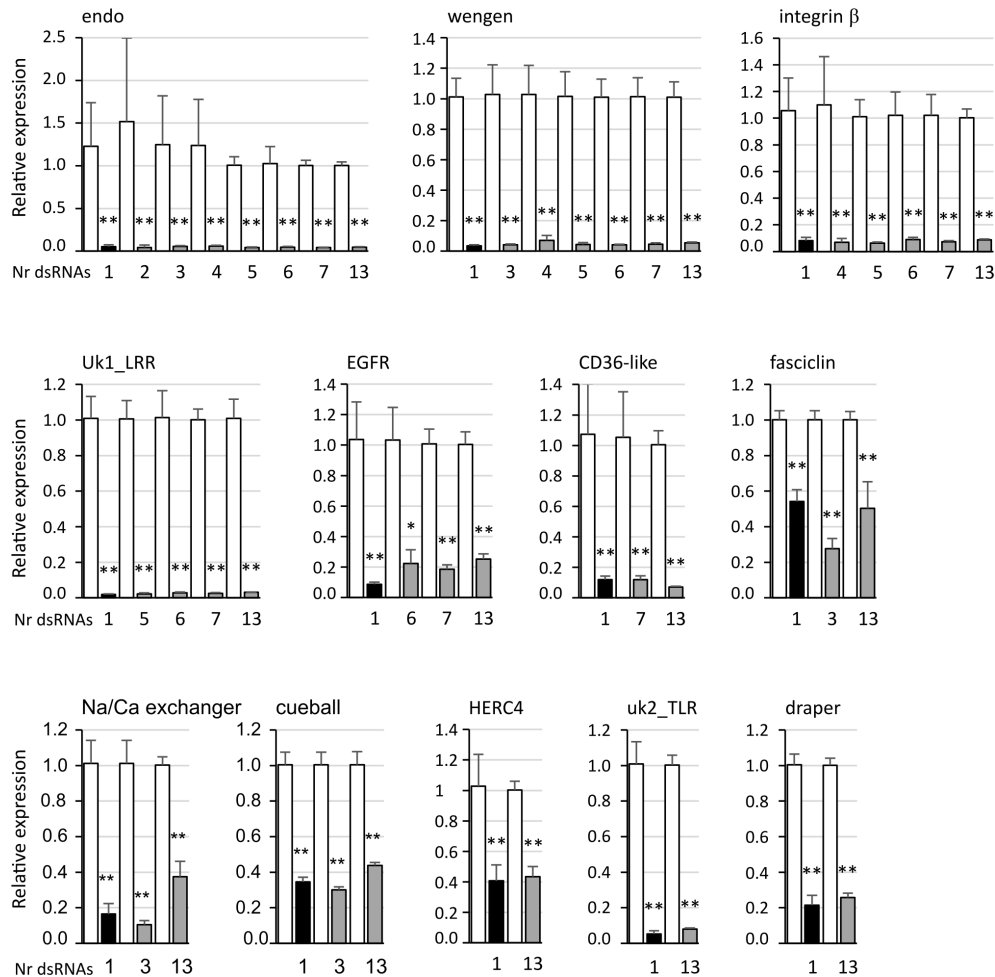 endo wengen integrin β
Relative expression
2.5 2.0 1.5 1.0 0.5 0.0
** ** ** ** ** ** ** **
Nr dsRNAs 1 2 3 4 5 6 7 13
1.4 1.2 1.0 0.8 0.6 0.4 0.2 0.0
** ** ** ** ** ** **
1 3 4 5 6 7 13
1.6 1.4 1.2 1.0 0.8 0.6 0.4 0.2 0.0
** ** ** ** ** **
1 4 5 6 7 13
Uk1_LRR EGFR CD36-like fasciclin
Relative expression
1.2 1.0 0.8 0.6 0.4 0.2 0.0
** ** ** ** **
Nr dsRNAs 1 5 6 7 13
1.4 1.2 1.0 0.8 0.6 0.4 0.2 0.0
** * ** **
1 6 7 13
1.4 1.2 1.0 0.8 0.6 0.4 0.2 0.0
** ** **
1 7 13
1.2 1.0 0.8 0.6 0.4 0.2 0.0
** ** **
1 3 13
Na/Ca exchanger cueball HERC4 uk2_TLR draper
Relative expression
1.2 1.0 0.8 0.6 0.4 0.2 0.0
** ** **
Nr dsRNAs 1 3 13
1.2 1.0 0.8 0.6 0.4 0.2 0.0
** ** **
1 3 13
1.4 1.2 1 0.8 0.6 0.4 0.2 0
** **
1 13
1.2 1.0 0.8 0.6 0.4 0.2 0.0
** **
1 13
1.2 1.0 0.8 0.6 0.4 0.2 0.0
** **
1 13